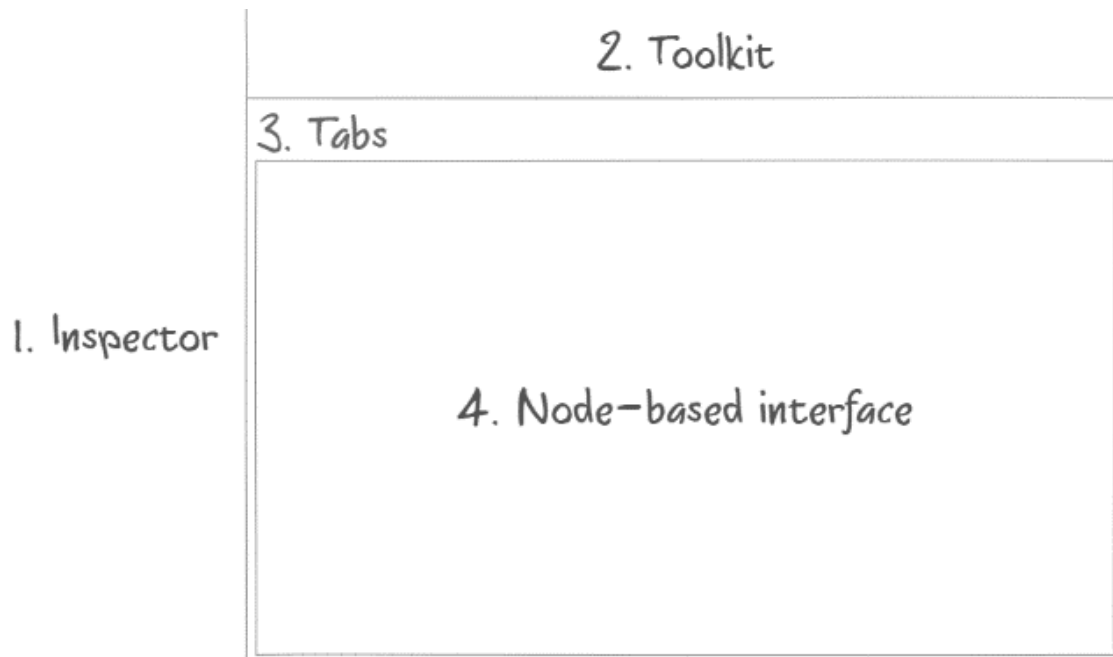 2. Toolkit
3. Tabs
1. Inspector
4. Node-based interface